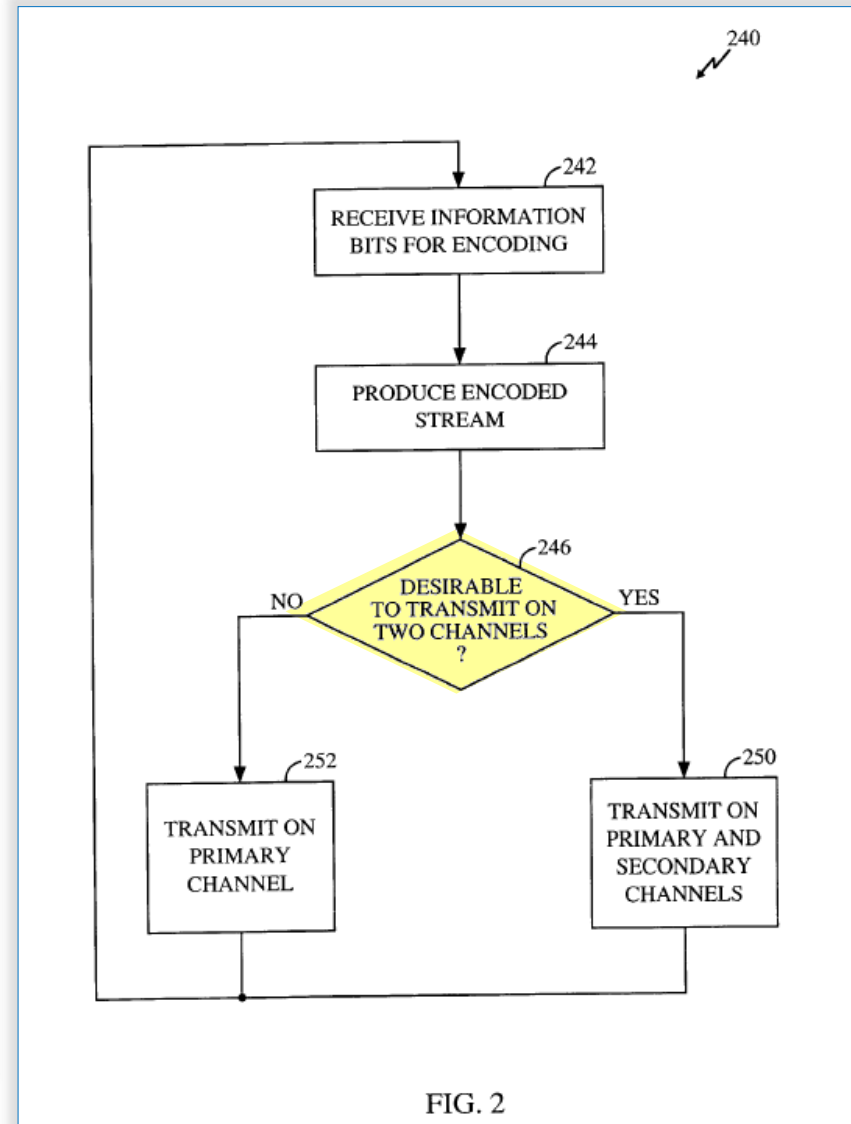 240
242
RECEIVE INFORMATION
BITS FOR ENCODING
244
PRODUCE ENCODED
STREAM
246
DESIRABLE
TO TRANSMIT ON
TWO CHANNELS
?
NO
YES
252
TRANSMIT ON
PRIMARY
CHANNEL
250
TRANSMIT ON
PRIMARY AND
SECONDARY
CHANNELS
FIG. 2